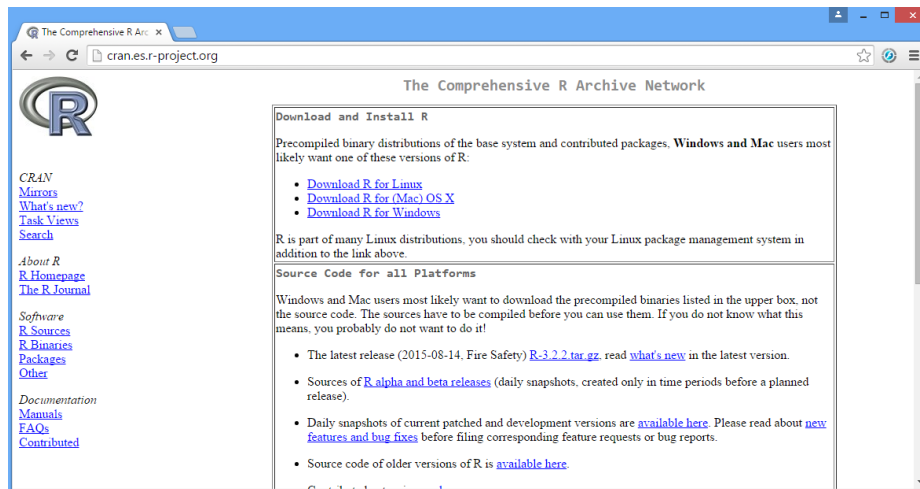 The Comprehensive R Arc
cran.es.r-project.org
R
CRAN
Mirrors
What's new?
Task Views
Search
About R
R Homepage
The R Journal
Software
R Sources
R Binaries
Packages
Other
Documentation
Manuals
FAQs
Contributed
The Comprehensive R Archive Network
Download and Install R
Precompiled binary distributions of the base system and contributed packages, Windows and Mac users most
likely want one of these versions of R:
Download R for Linux
Download R for (Mac) OS X
Download R for Windows
R is part of many Linux distributions, you should check with your Linux package management system in
addition to the link above.
Source Code for all Platforms
Windows and Mac users most likely want to download the precompiled binaries listed in the upper box, not
the source code. The sources have to be compiled before you can use them. If you do not know what this
means, you probably do not want to do it!
The latest release (2015-08-14, Fire Safety) R-3.2.2.tar.gz, read what's new in the latest version.
Sources of R alpha and beta releases (daily snapshots, created only in time periods before a planned
release).
Daily snapshots of current patched and development versions are available here. Please read about new
features and bug fixes before filing corresponding feature requests or bug reports.
Source code of older versions of R is available here.